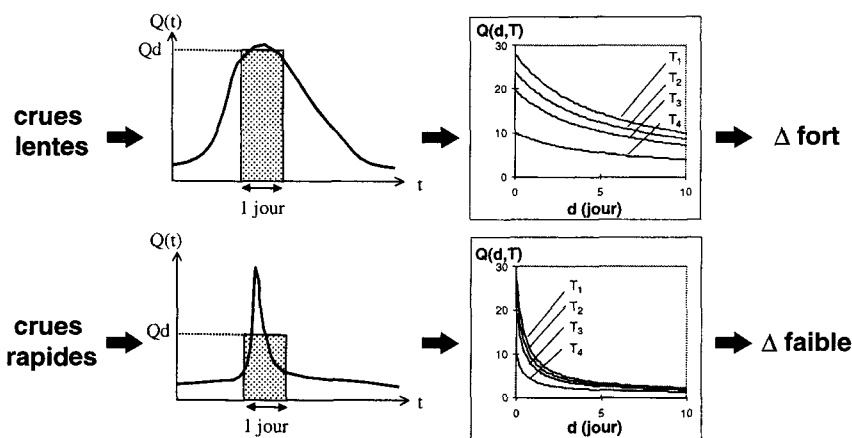 crues
lentes
Q(t)
Qd
t
1 jour
Q(d,T)
30
20
10
0
T1
T2
T3
T4
0 5 10
d (jour)
Δ fort
crues
rapides
Q(t)
Qd
t
1 jour
Q(d,T)
30
20
10
0
T1
T2
T3
T4
0 5 10
d (jour)
Δ faible